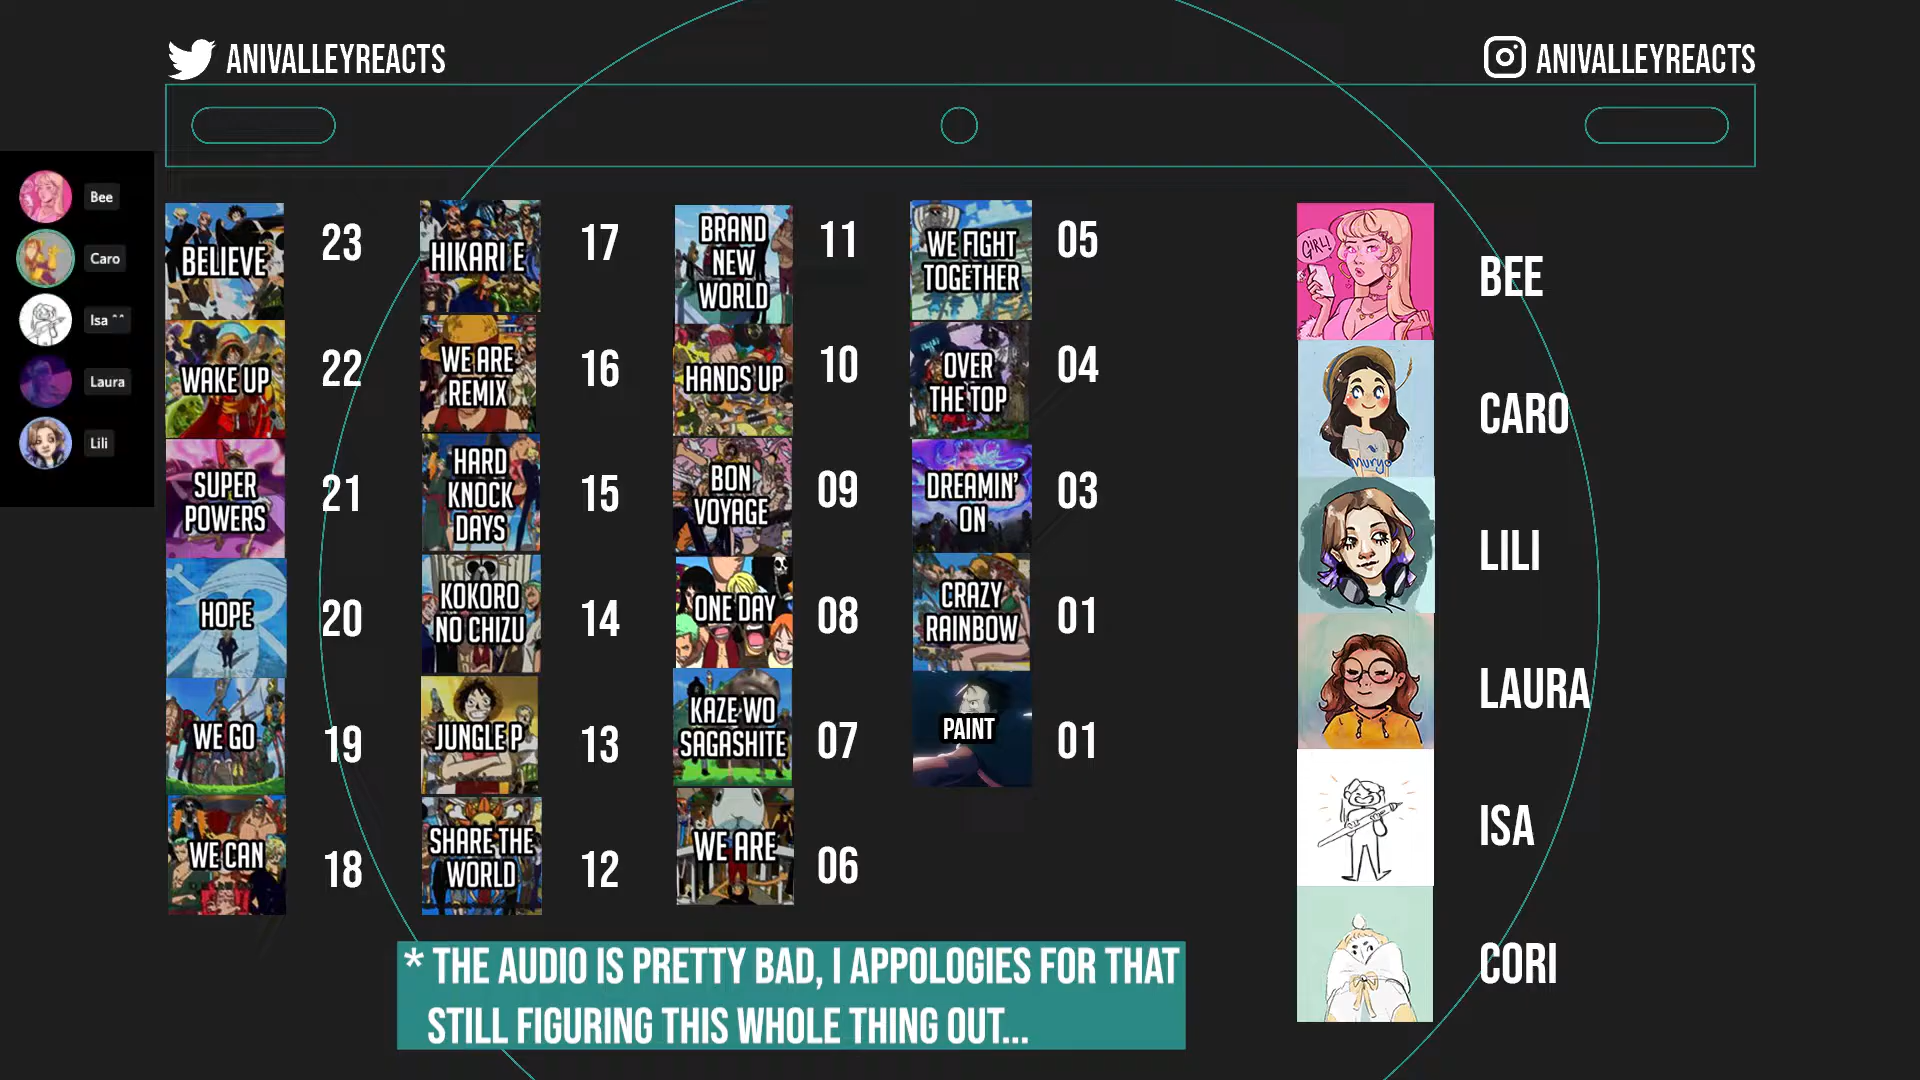 ANIVALLEYREACTS
ANIVALLEYREACTS
Bee
Caro
Isa ^^
Laura
Lili
BELIEVE
23
WAKE UP
22
SUPER
POWERS
21
HOPE
20
WE GO
19
WE CAN
18
HIKARI E
17
WE ARE
REMIX
16
HARD
KNOCK
DAYS
15
KOKORO
NO CHIZU
14
JUNGLE P
13
SHARE THE
WORLD
12
BRAND
NEW
WORLD
11
HANDS UP
10
BON
VOYAGE
09
ONE DAY
08
KAZE WO
SAGASHITE
07
WE ARE
06
WE FIGHT
TOGETHER
05
OVER
THE TOP
04
DREAMIN'
ON
03
CRAZY
RAINBOW
01
PAINT
01
GIRL!
BEE
CARO
Muryo
LILI
LAURA
ISA
CORI
* THE AUDIO IS PRETTY BAD, I APPOLOGIES FOR THAT
STILL FIGURING THIS WHOLE THING OUT...